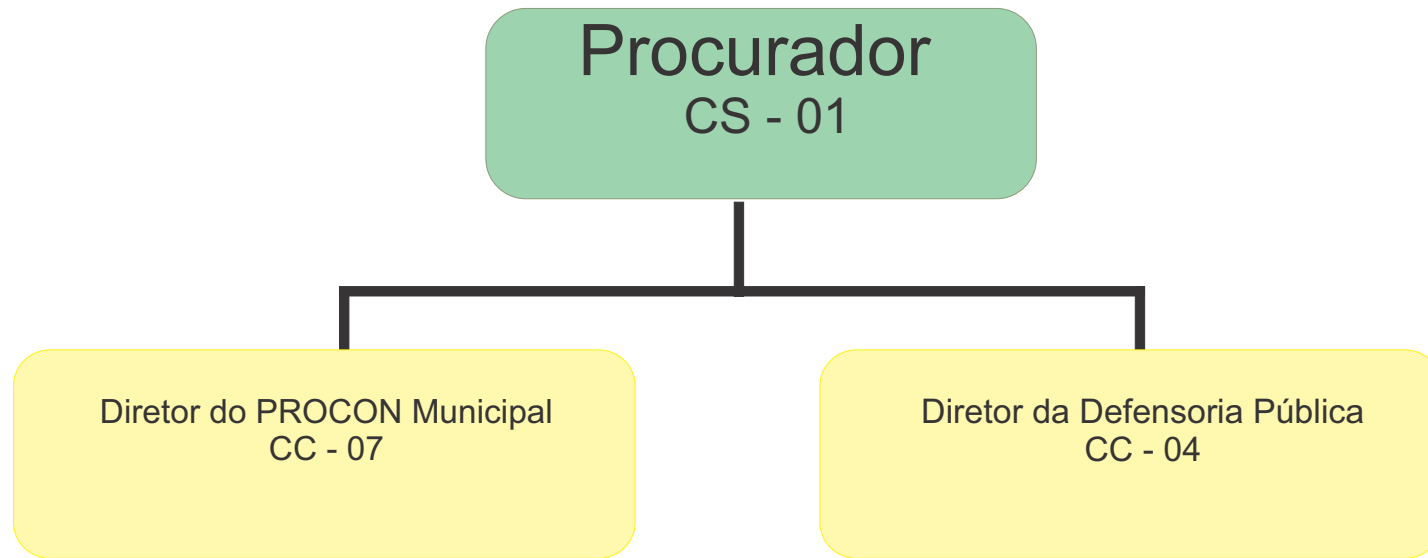 Procurador
CS - 01
Diretor do PROCON Municipal
CC - 07
Diretor da Defensoria Pública
CC - 04